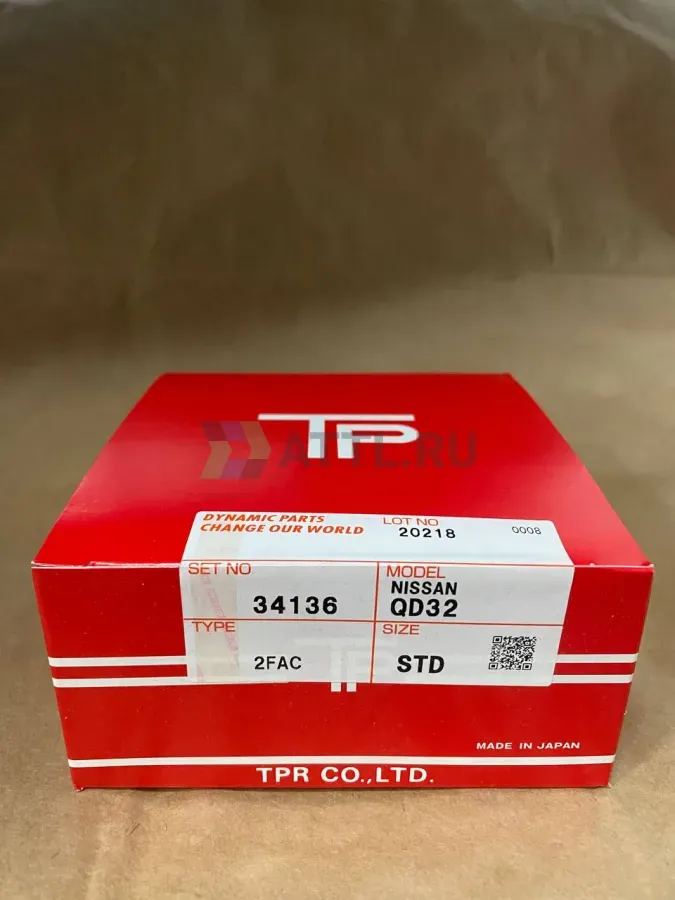 TP
ATTL.RU
DYNAMIC PARTS
CHANGE OUR WORLD
LOT NO
20218
0008
SET NO
34136
MODEL
NISSAN
QD32
TYPE
2FAC
SIZE
STD
TP
MADE IN JAPAN
TPR CO.,LTD.